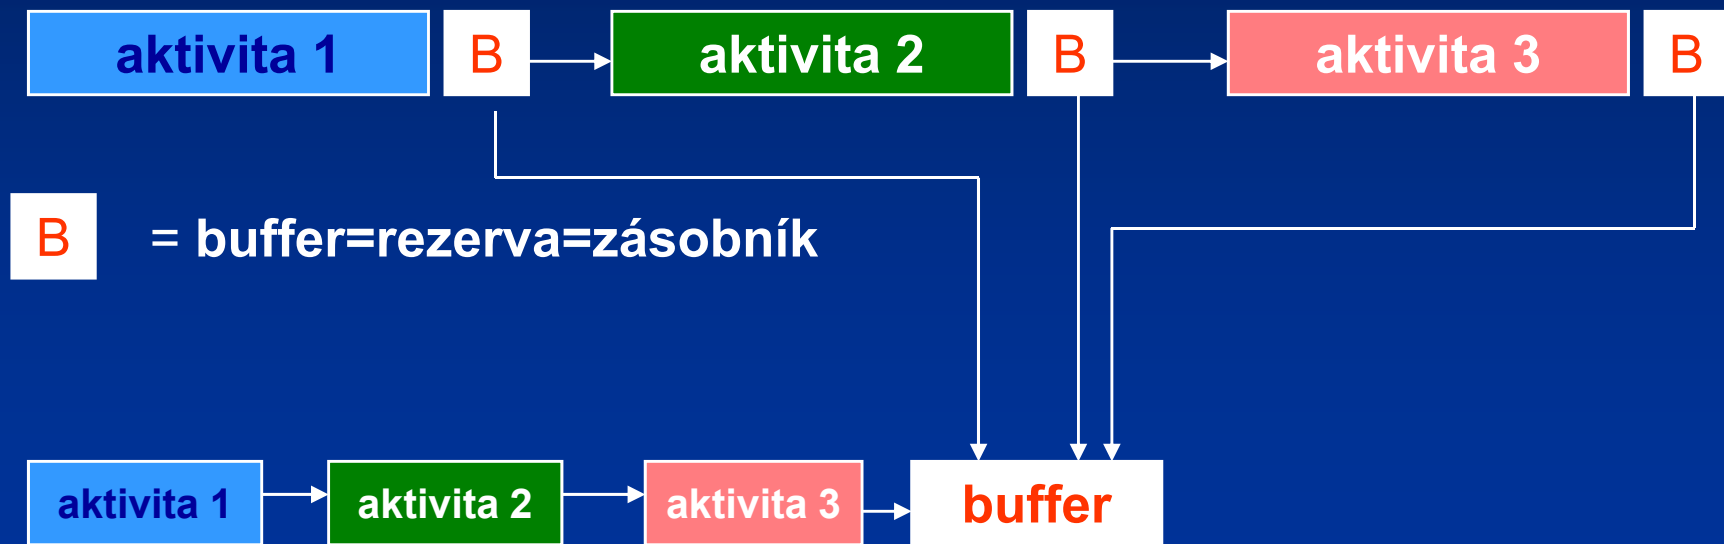 aktivita 1 B aktivita 2 B aktivita 3 B
B = buffer=rezerva=zásobník
aktivita 1 aktivita 2 aktivita 3 buffer